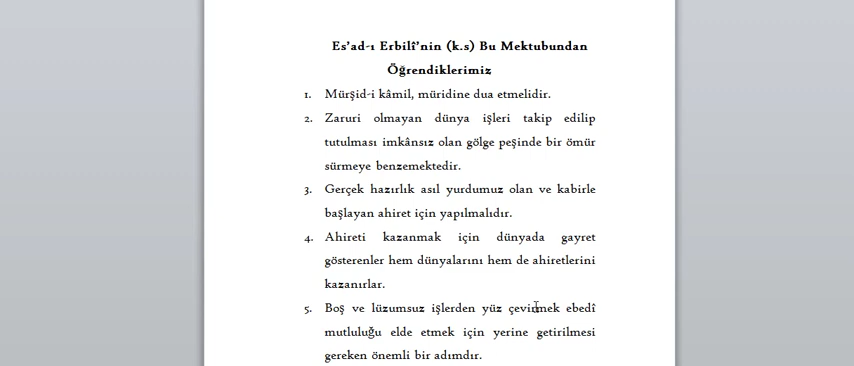 Es’ad-ı Erbilî’nin (k.s) Bu Mektubundan
Öğrendiklerimiz
1. Mürşid-i kâmil, müridine dua etmelidir.
2. Zaruri olmayan dünya işleri takip edilip
tutulması imkânsız olan gölge peşinde bir ömür
sürmeye benzemektedir.
3. Gerçek hazırlık asıl yurdumuz olan ve kabirle
başlayan ahiret için yapılmalıdır.
4. Ahireti kazanmak için dünyada gayret
gösterenler hem dünyalarını hem de ahiretlerini
kazanırlar.
5. Boş ve lüzumsuz işlerden yüz çevirmek ebedî
mutluluğu elde etmek için yerine getirilmesi
gereken önemli bir adımdır.